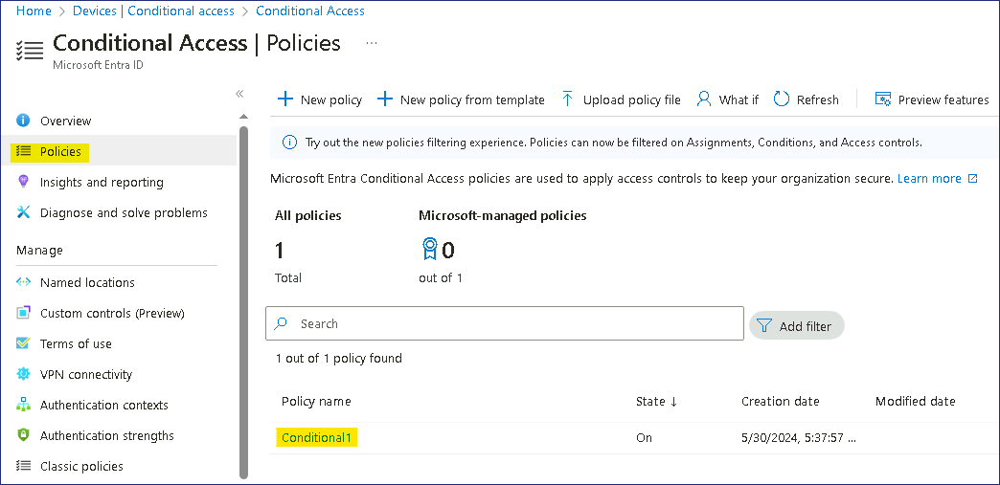 Home > Devices | Conditional access > Conditional Access
Conditional Access | Policies ...
Microsoft Entra ID
«
Overview
Policies
Insights and reporting
Diagnose and solve problems
Manage
Named locations
Custom controls (Preview)
Terms of use
VPN connectivity
Authentication contexts
Authentication strengths
Classic policies
New policy New policy from template Upload policy file What if Refresh Preview features
Try out the new policies filtering experience. Policies can now be filtered on Assignments, Conditions, and Access controls.
Microsoft Entra Conditional Access policies are used to apply access controls to keep your organization secure. Learn more
All policies Microsoft-managed policies
1 0
Total out of 1
Search Add filter
1 out of 1 policy found
Policy name State ↓ Creation date Modified date
Conditional1 On 5/30/2024, 5:37:57 ...